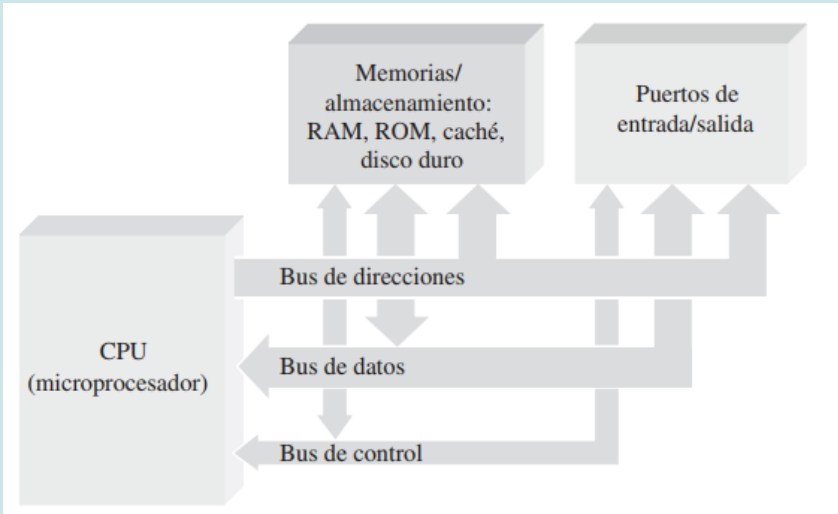 Memorias/
almacenamiento:
RAM, ROM, caché,
disco duro
Puertos de
entrada/salida
Bus de direcciones
CPU
(microprocesador)
Bus de datos
Bus de control